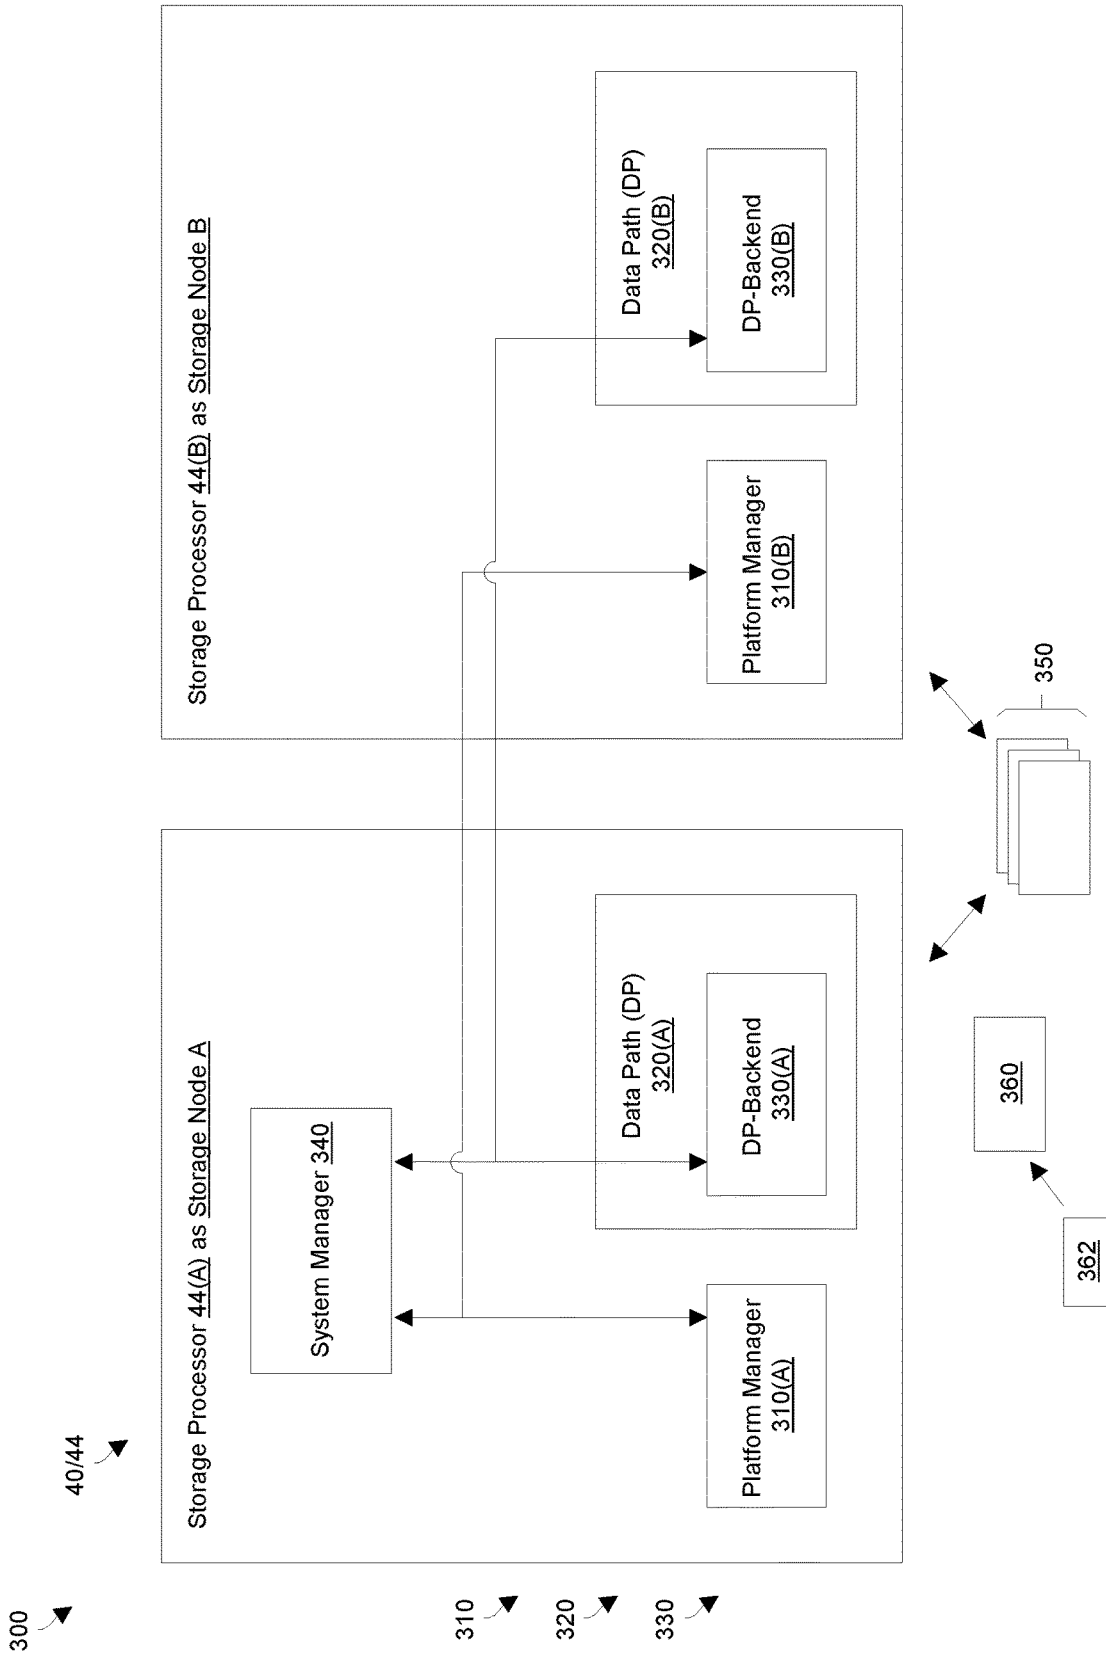 300
40/44
Storage Processor 44(A) as Storage Node A
System Manager 340
Data Path (DP)
320(A)
Platform Manager
310(A)
DP-Backend
330(A)
Storage Processor 44(B) as Storage Node B
Data Path (DP)
320(B)
Platform Manager
310(B)
DP-Backend
330(B)
310
320
330
362
360
350